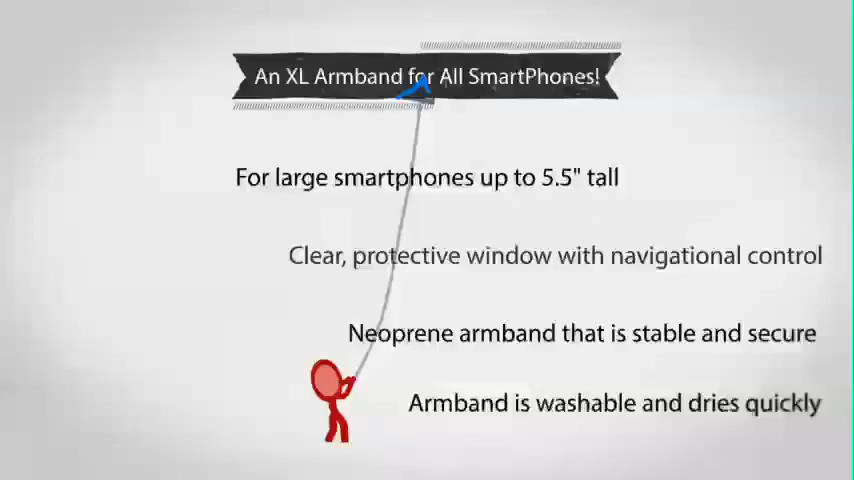 An XL Armband for All SmartPhones!
For large smartphones up to 5.5" tall
Clear, protective window with navigational control
Neoprene armband that is stable and secure
Armband is washable and dries quickly